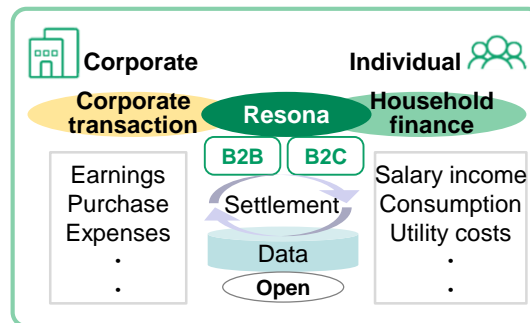 Corporate
Individual
Corporate
transaction
Resona
Household
finance
B2B
B2C
Earnings
Purchase
Expenses
・
・
Settlement
Data
Open
Salary income
Consumption
Utility costs
・
・